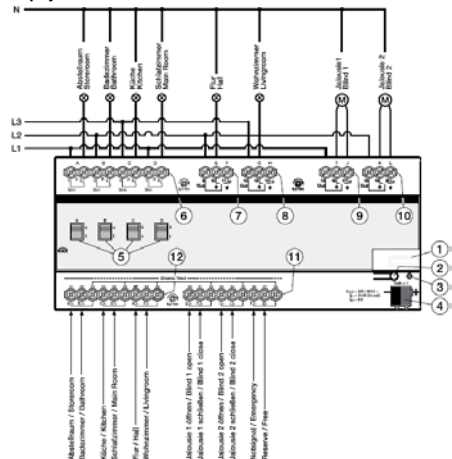 N
Abstellraum
Storeroom
Badezimmer
Bathroom
Küche
Kitchen
Schlafzimmer
Main Room
Flur
Hall
Wohnzimmer
Livingroom
Jalousie 1
Blind 1
Jalousie 2
Blind 2
M
M
L3
L2
L1
A
B
C
D
E
F
G
H
I
J
K
L
6
7
8
9
10
A
B
C
D
5
12
11
1
2
3
4
Abstellraum / Storeroom
Badezimmer / Bathroom
Küche / Kitchen
Schlafzimmer / Main Room
Flur / Hall
Wohnzimmer / Livingroom
Jalousie 1 öffnen / Blind 1 open
Jalousie 1 schließen / Blind 1 close
Jalousie 2 öffnen / Blind 2 open
Jalousie 2 schließen / Blind 2 close
Notsignal / Emergency
Reserve / Free